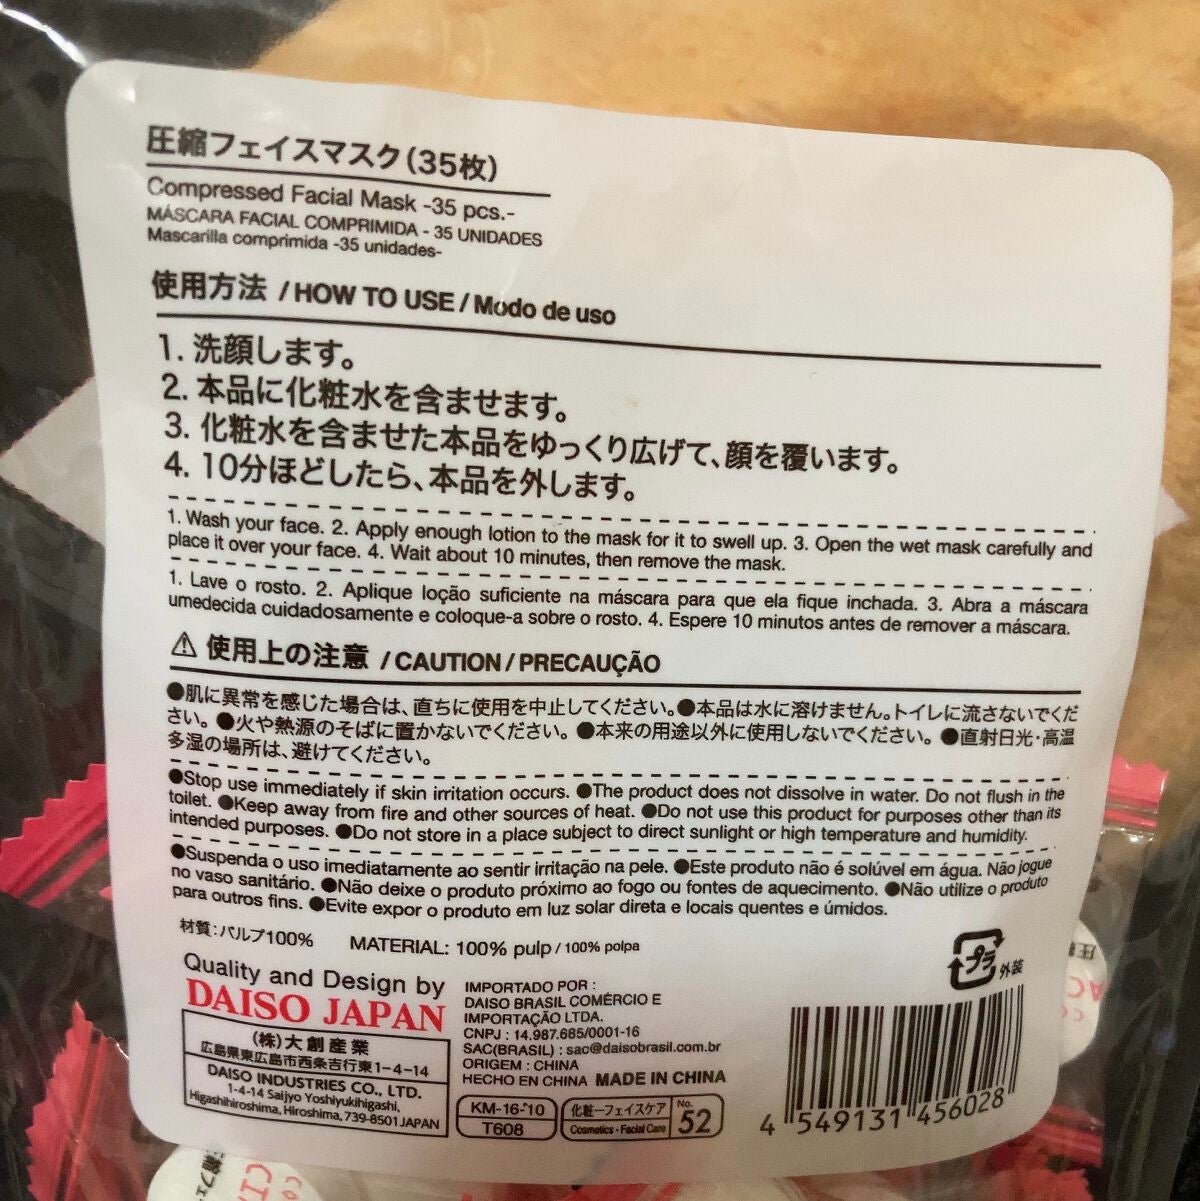 圧縮フェイスマスク(35枚)
Compressed Facial Mask -35 pcs.-
MÁSCARA FACIAL COMPRIMIDA - 35 UNIDADES
Mascarilla comprimida -35 unidades-
使用方法 / HOW TO USE / Modo de uso
1. 洗顔します。
2. 本品に化粧水を含ませます。
3. 化粧水を含ませた本品をゆっくり広げて、顔を覆います。
4. 10分ほどしたら、本品を外します。
1. Wash your face. 2. Apply enough lotion to the mask for it to swell up. 3. Open the wet mask carefully and
place it over your face. 4. Wait about 10 minutes, then remove the mask.
1. Lave o rosto. 2. Aplique loção suficiente na máscara para que ela fique inchada. 3. Abra a máscara
umedecida cuidadosamente e coloque-a sobre o rosto. 4. Espere 10 minutos antes de remover a máscara.
⚠ 使用上の注意 / CAUTION / PRECAUÇÃO
●肌に異常を感じた場合は、直ちに使用を中止してください。●本品は水に溶けません。トイレに流さないでくだ
さい。●火や熱源のそばに置かないでください。●本来の用途以外に使用しないでください。●直射日光・高温
多湿の場所は、避けてください。
●Stop use immediately if skin irritation occurs. ●The product does not dissolve in water. Do not flush in the
toilet. ●Keep away from fire and other sources of heat. ●Do not use this product for purposes other than its
intended purposes. ●Do not store in a place subject to direct sunlight or high temperature and humidity.
●Suspenda o uso imediatamente ao sentir irritação na pele. ●Este produto não é solúvel em água. Não jogue
no vaso sanitário. ●Não deixe o produto próximo ao fogo ou fontes de aquecimento. ●Não utilize o produto
para outros fins. ●Evite expor o produto em luz solar direta e locais quentes e úmidos.
材質:パルプ100% MATERIAL: 100% pulp / 100% polpa
Quality and Design by
DAISO JAPAN
(株)大創産業
広島県東広島市西条吉行東1-4-14
DAISO INDUSTRIES CO., LTD.
1-4-14 Saijyo Yoshiyukihigashi,
Higashihiroshima, Hiroshima, 739-8501 JAPAN
IMPORTADO POR :
DAISO BRASIL COMÉRCIO E
IMPORTAÇÃO LTDA.
CNPJ : 14.987.685/0001-16
SAC(BRASIL) : sac@daisobrasil.com.br
ORIGEM : CHINA
HECHO EN CHINA MADE IN CHINA
KM-16-'10
T608
化粧-フェイスケア
Cosmetics - Facial Care
No.
52
プラ
外装
4 549131 456028